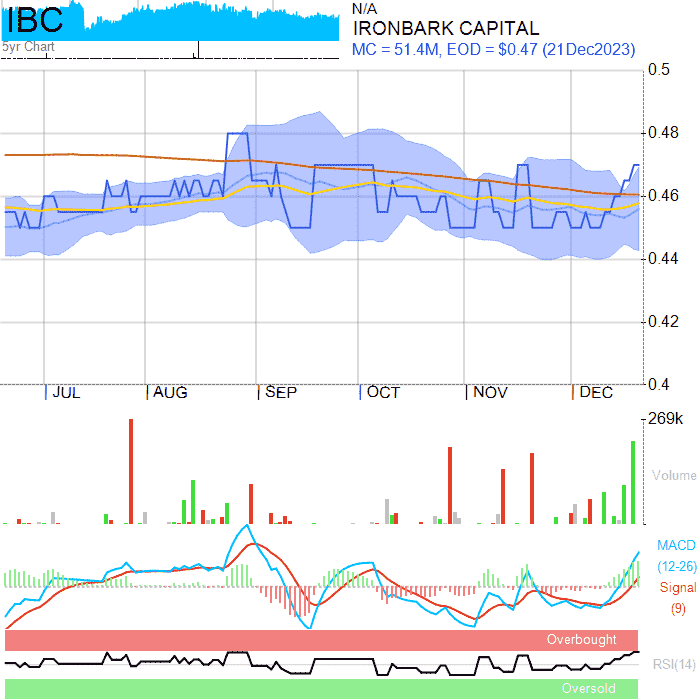 IBC
5yr Chart
N/A
IRONBARK CAPITAL
MC = 51.4M, EOD = $0.47 (21Dec2023)
0.5
0.48
0.46
0.44
0.42
0.4
JUL AUG SEP OCT NOV DEC
269k
Volume
MACD
(12-26)
Signal
(9)
Overbought
RSI(14)
Oversold